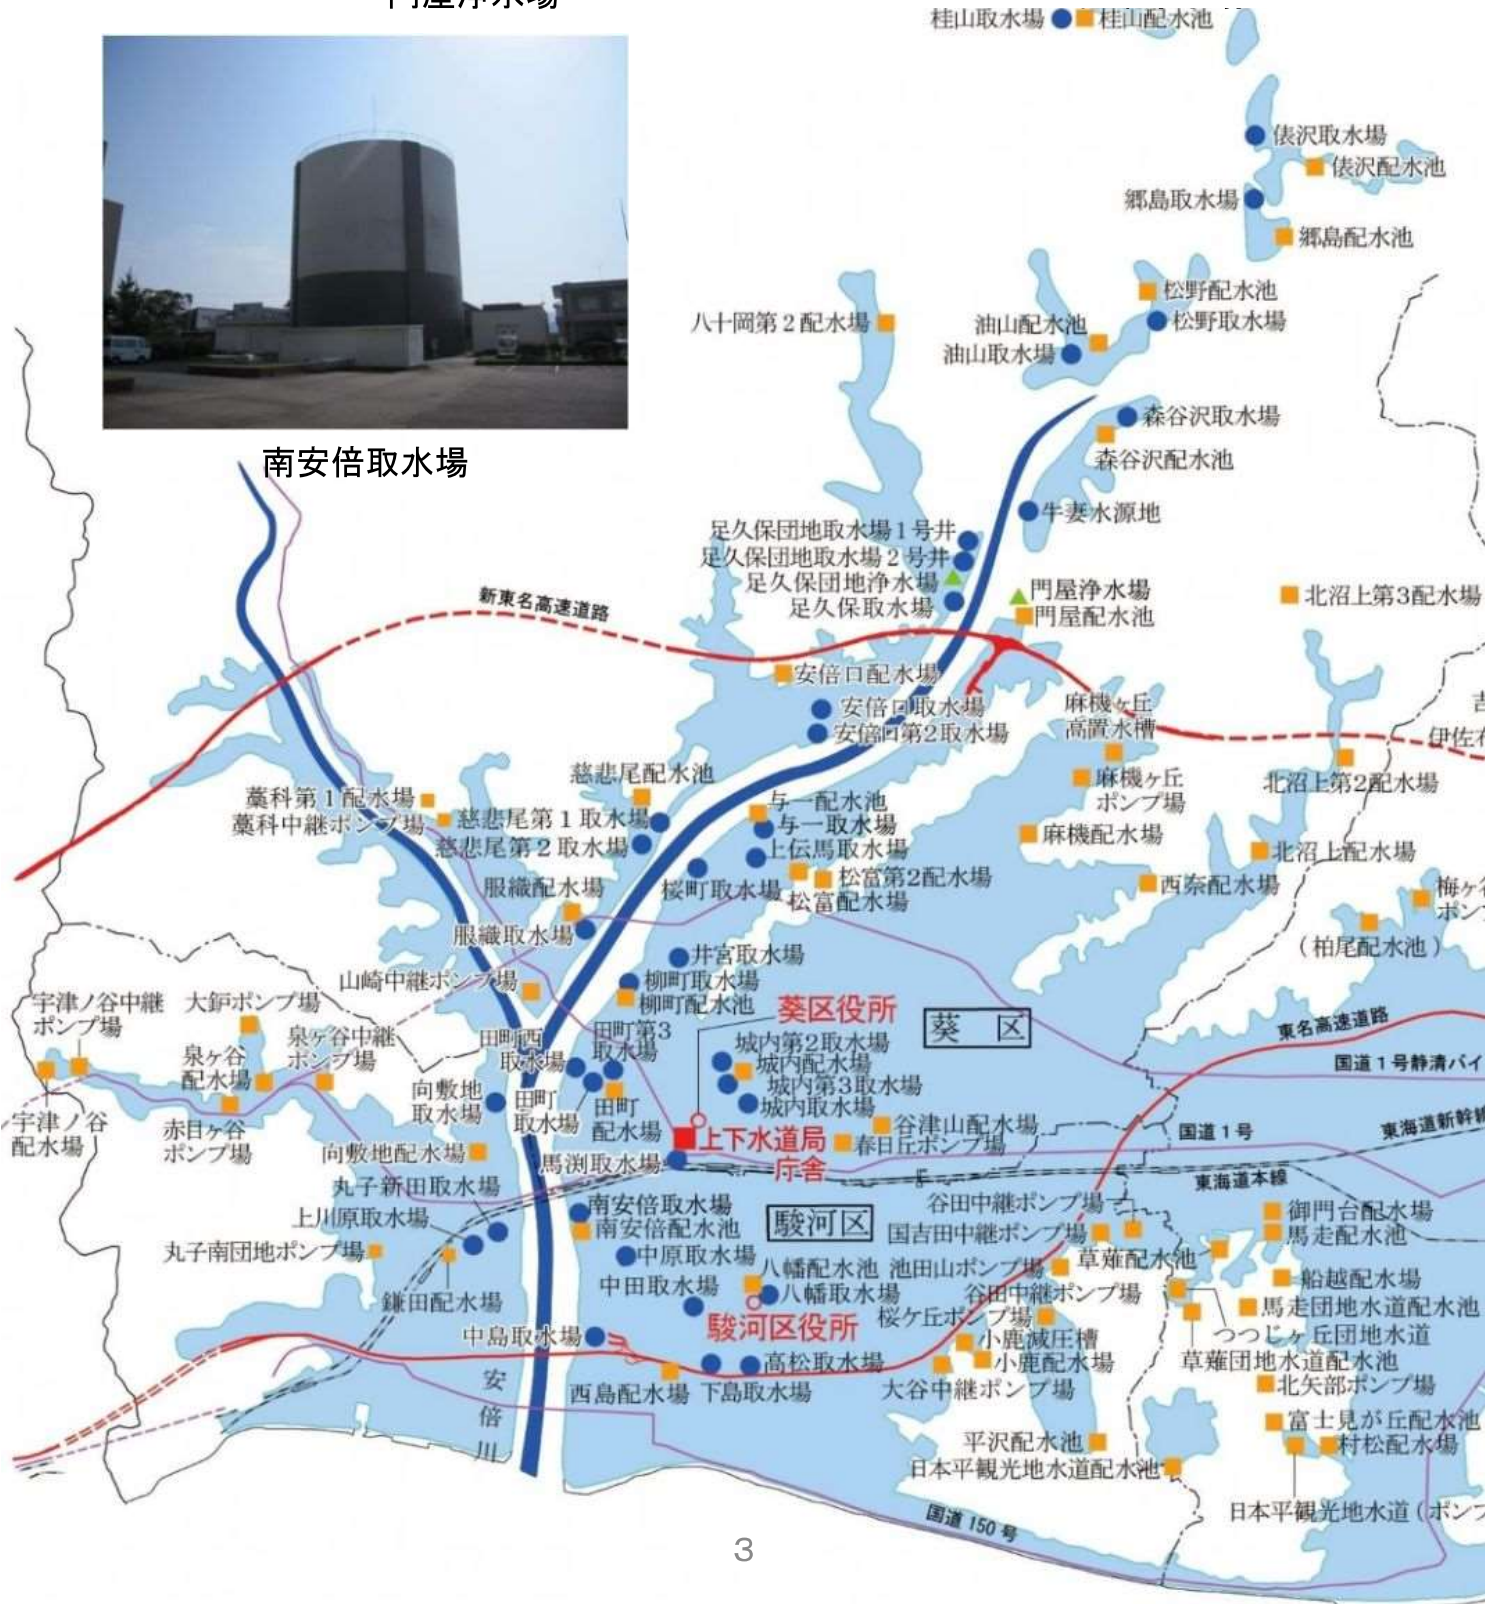 桂山取水場
桂山配水池
俵沢取水場
俵沢配水池
郷島取水場
郷島配水池
松野配水池
松野取水場
八十岡第2配水場
油山配水池
油山取水場
森谷沢取水場
森谷沢配水池
南安倍取水場
牛妻水源地
足久保団地取水場1号井
足久保団地取水場2号井
足久保団地浄水場
足久保取水場
門屋浄水場
門屋配水池
北沼上第3配水場
新東名高速道路
安倍口配水場
安倍口取水場
安倍口第2取水場
麻機ヶ丘
高置水槽
麻機ヶ丘
ポンプ場
麻機配水場
北沼上第2配水場
北沼上配水場
西奈配水場
(柏尾配水池)
慈悲尾配水池
藁科第1配水場
藁科中継ポンプ場
慈悲尾第1取水場
慈悲尾第2取水場
与一配水池
与一取水場
上伝馬取水場
桜町取水場
松富第2配水場
松富配水場
服織配水場
服織取水場
井宮取水場
柳町取水場
柳町配水池
山崎中継ポンプ場
宇津ノ谷中継
ポンプ場
大鈩ポンプ場
泉ヶ谷中継
ポンプ場
泉ヶ谷
配水場
宇津ノ谷
配水場
赤目ヶ谷
ポンプ場
田町西
取水場
田町第3
取水場
田町
取水場
田町
配水場
向敷地
取水場
向敷地配水場
葵区役所
葵 区
城内第2取水場
城内配水場
城内第3取水場
城内取水場
谷津山配水場
春日丘ポンプ場
上下水道局
庁舎
馬渕取水場
東名高速道路
国道1号静清バイ
国道1号
東海道新幹線
東海道本線
丸子新田取水場
上川原取水場
丸子南団地ポンプ場
鎌田配水場
南安倍取水場
南安倍配水池
駿河区
中原取水場
中田取水場
八幡配水池
八幡取水場
駿河区役所
中島取水場
西島配水場
下島取水場
高松取水場
谷田中継ポンプ場
国吉田中継ポンプ場
池田山ポンプ場
草薙配水池
谷田中継ポンプ場
桜ケ丘ポンプ場
小鹿減圧槽
小鹿配水場
大谷中継ポンプ場
御門台配水場
馬走配水池
船越配水場
馬走団地水道配水池
つつじヶ丘団地水道
草薙団地水道配水池
北矢部ポンプ場
富士見が丘配水池
村松配水場
平沢配水池
日本平観光地水道配水池
日本平観光地水道(ポンプ
安倍川
国道150号
3